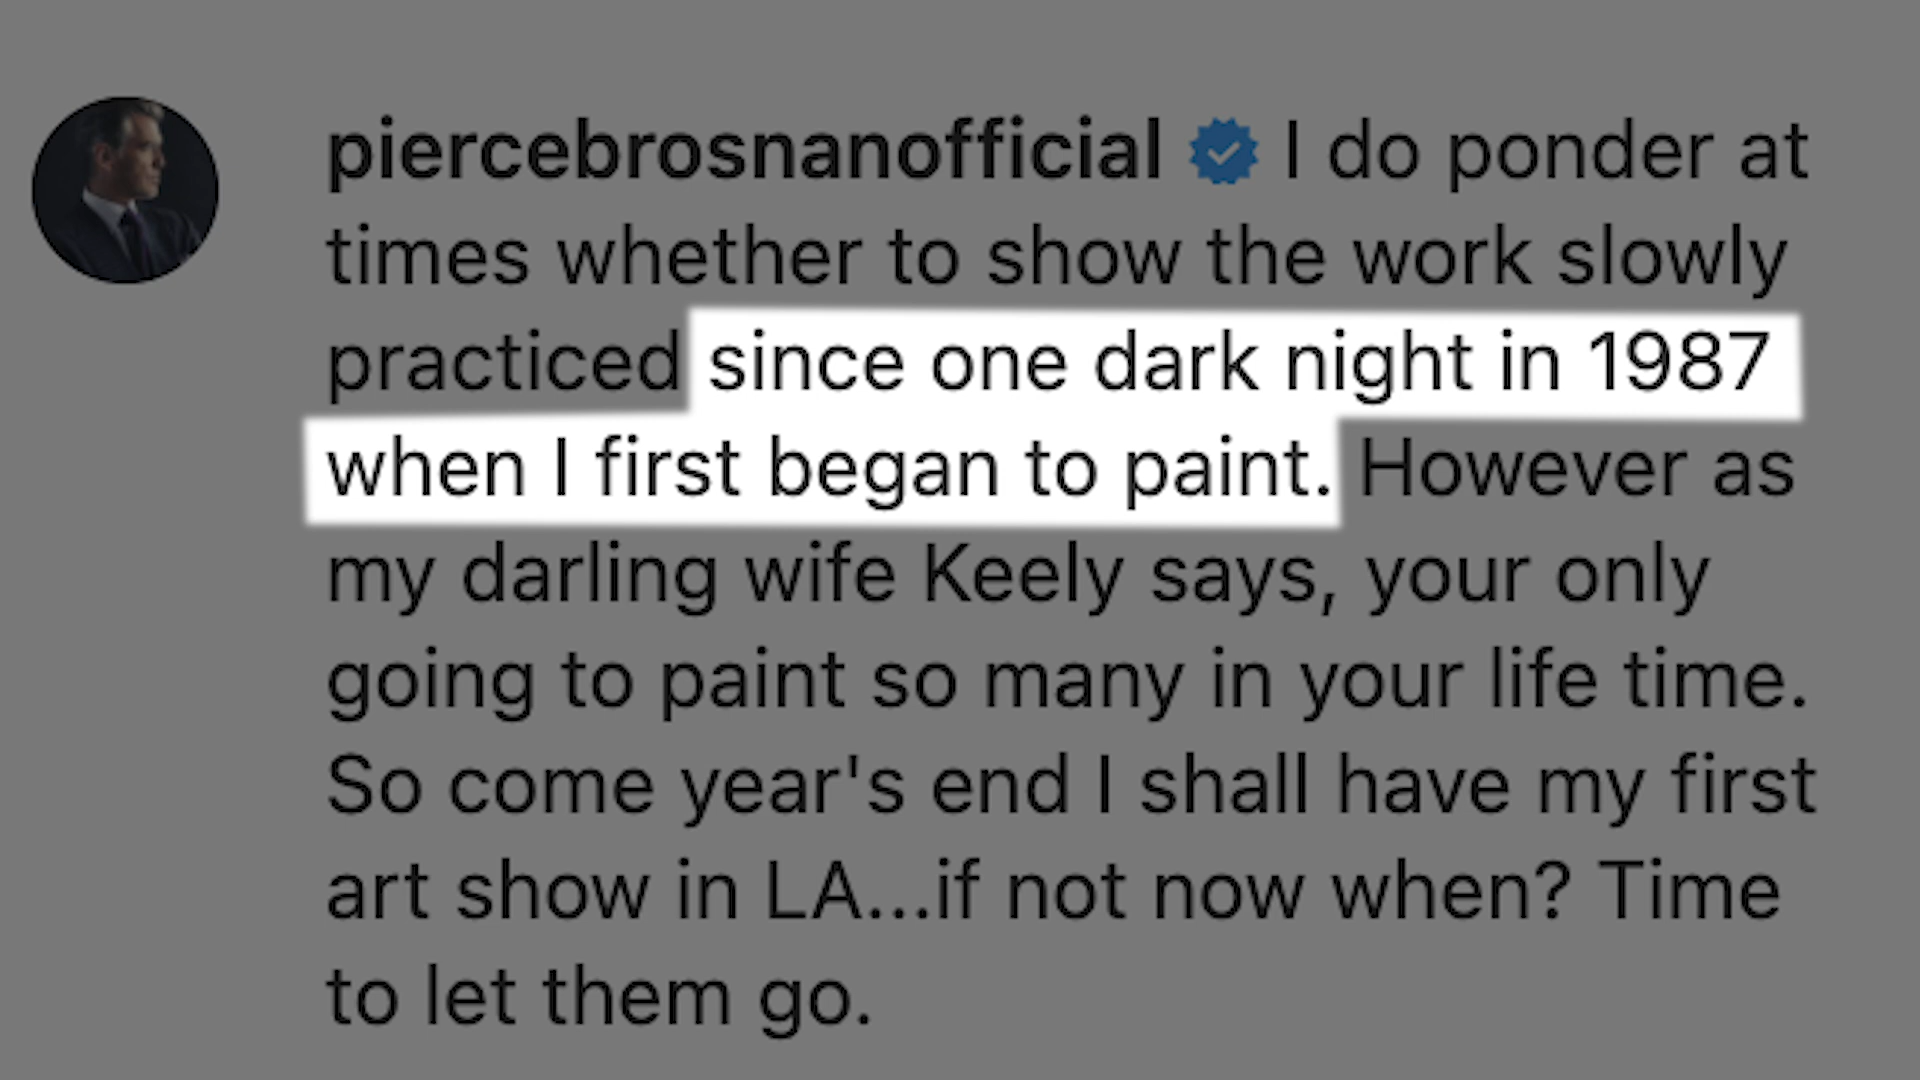 piercebrosnanofficial I do ponder at
times whether to show the work slowly
practiced since one dark night in 1987
when I first began to paint. However as
my darling wife Keely says, your only
going to paint so many in your life time.
So come year's end I shall have my first
art show in LA...if not now when? Time
to let them go.